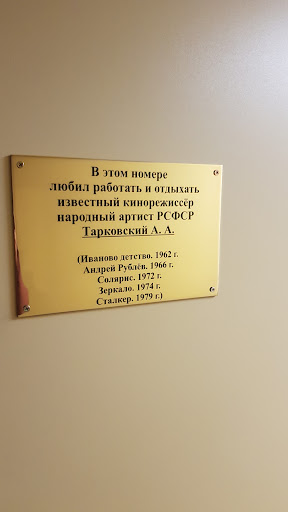 В этом номере
любил работать и отдыхать
известный кинорежиссёр
народный артист РСФСР
Тарковский А. А.
(Иваново детство. 1962 г.
Андрей Рублёв. 1966 г.
Солярис. 1972 г.
Зеркало. 1974 г.
Сталкер. 1979 г.)